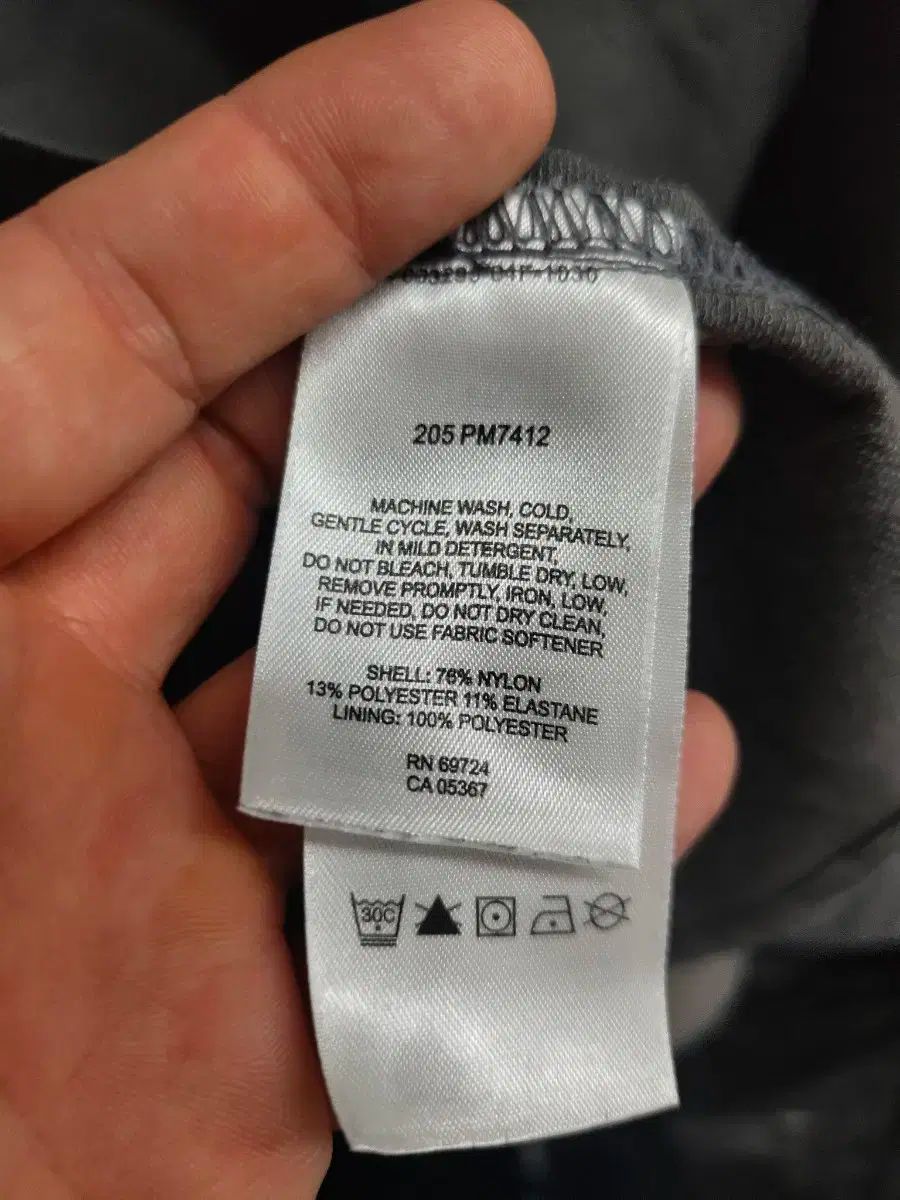 205 PM7412
MACHINE WASH, COLD,
GENTLE CYCLE, WASH SEPARATELY,
IN MILD DETERGENT,
DO NOT BLEACH, TUMBLE DRY, LOW,
REMOVE PROMPTLY, IRON, LOW,
IF NEEDED, DO NOT DRY CLEAN,
DO NOT USE FABRIC SOFTENER
SHELL: 76% NYLON
13% POLYESTER 11% ELASTANE
LINING: 100% POLYESTER
RN 69724
CA 05367
30C